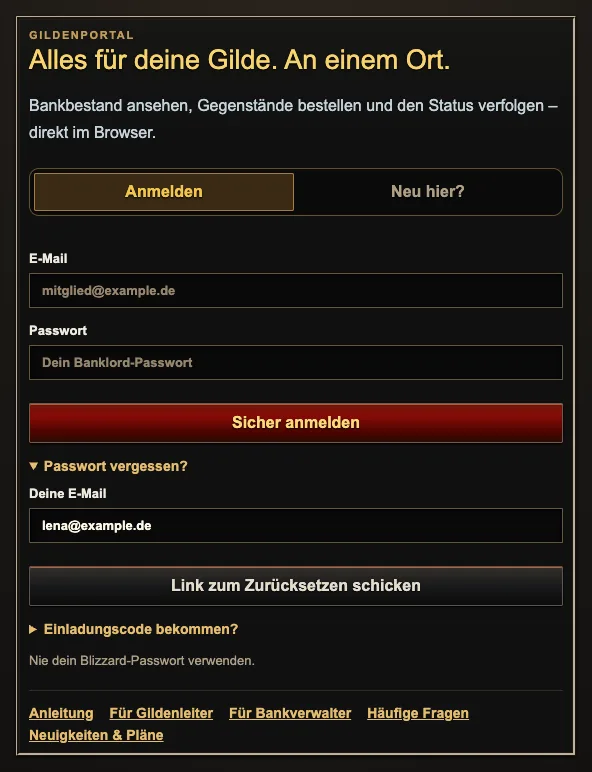 GILDENPORTAL
Alles für deine Gilde. An einem Ort.
Bankbestand ansehen, Gegenstände bestellen und den Status verfolgen –
direkt im Browser.
Anmelden
Neu hier?
E-Mail
mitglied@example.de
Passwort
Dein Banklord-Passwort
Sicher anmelden
▼ Passwort vergessen?
Deine E-Mail
lena@example.de
Link zum Zurücksetzen schicken
▶ Einladungscode bekommen?
Nie dein Blizzard-Passwort verwenden.
Anleitung Für Gildenleiter Für Bankverwalter Häufige Fragen
Neuigkeiten & Pläne